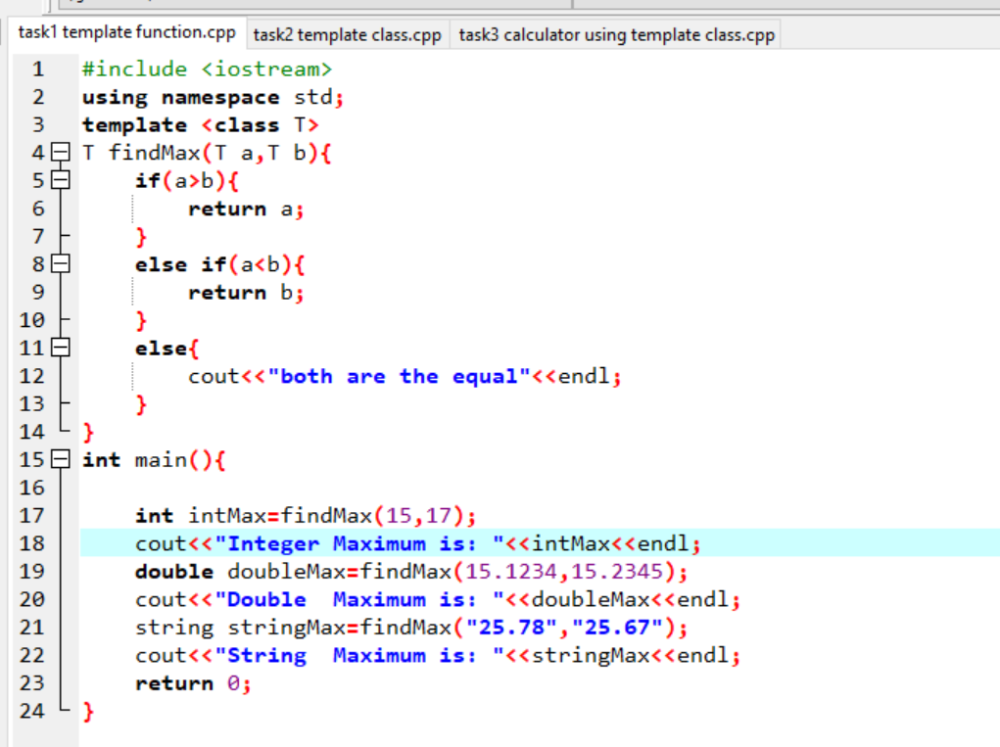 task1 template function.cpp task2 template class.cpp task3 calculator using template class.cpp
1 #include <iostream>
2 using namespace std;
3 template <class T>
4 T findMax(T a,T b){
5     if(a>b){
6         return a;
7     }
8     else if(a<b){
9         return b;
10     }
11     else{
12         cout<<"both are the equal"<<endl;
13     }
14 }
15 int main(){
16
17     int intMax=findMax(15,17);
18     cout<<"Integer Maximum is: "<<intMax<<endl;
19     double doubleMax=findMax(15.1234,15.2345);
20     cout<<"Double  Maximum is: "<<doubleMax<<endl;
21     string stringMax=findMax("25.78","25.67");
22     cout<<"String  Maximum is: "<<stringMax<<endl;
23     return 0;
24 }